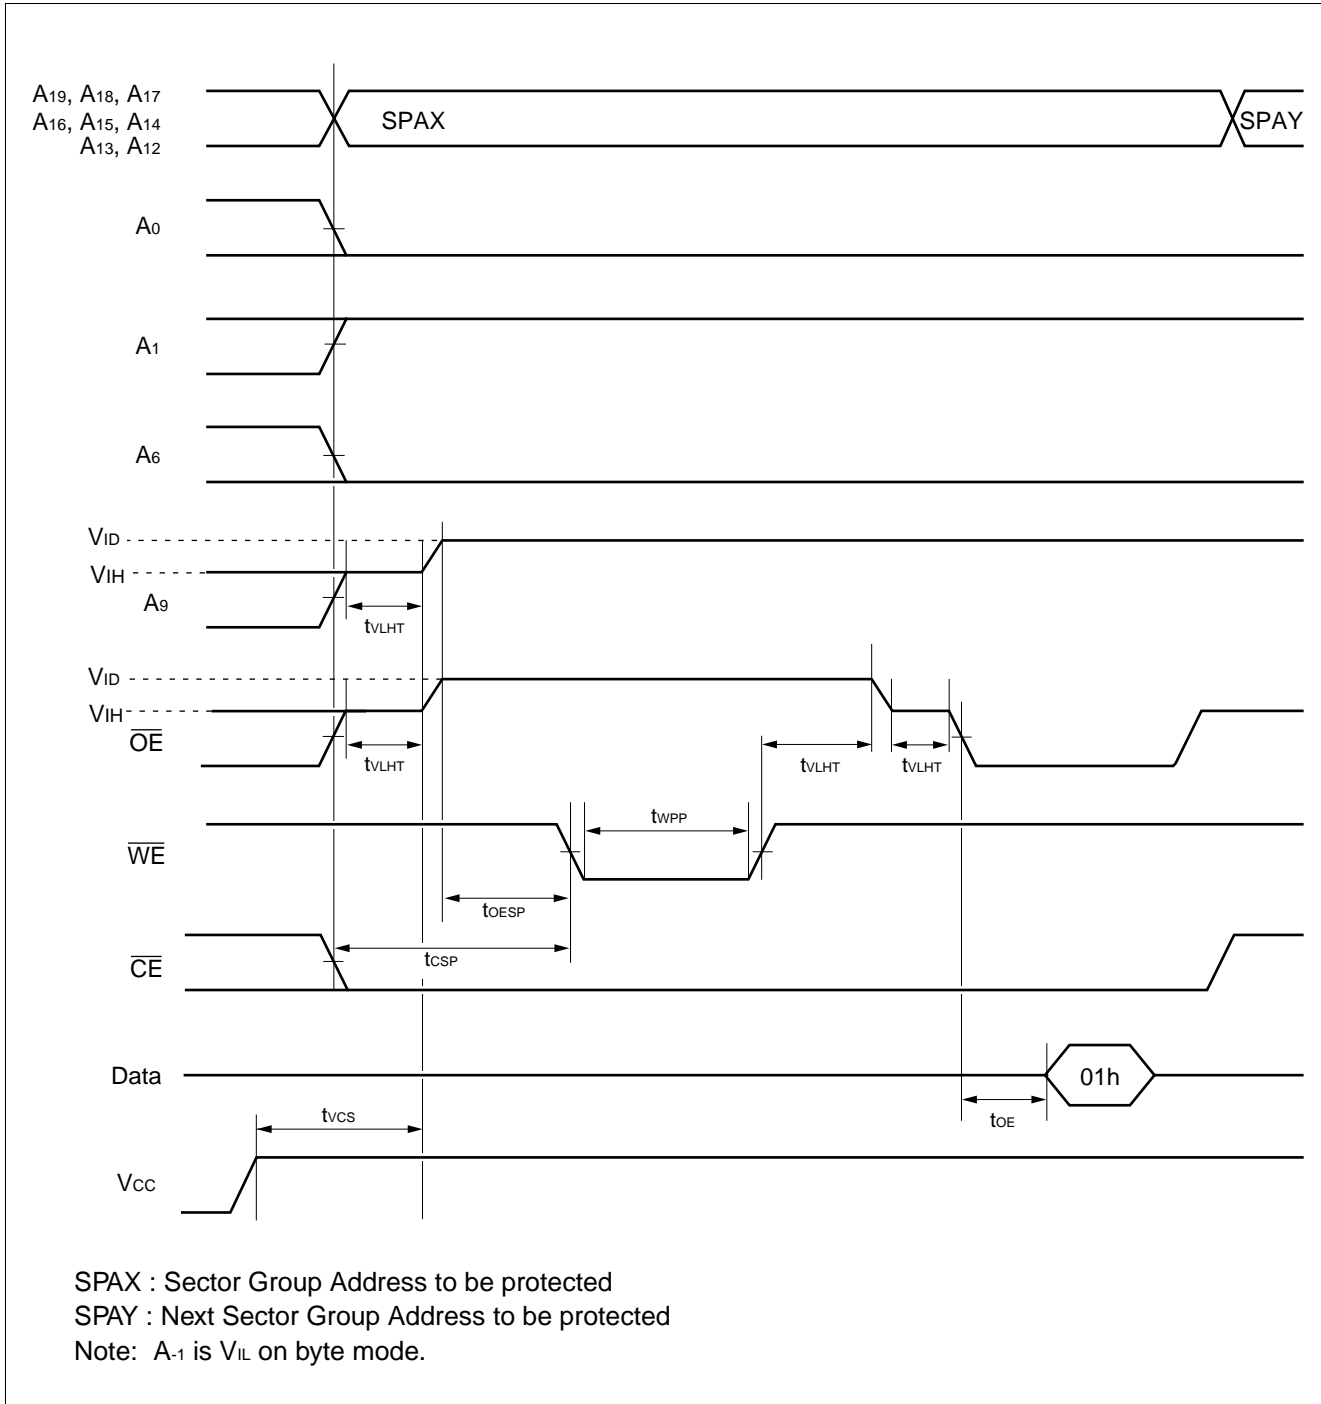 A19, A18, A17
A16, A15, A14
A13, A12
SPAX
SPAY
A0
A1
A6
VID
VIH
A9
tVLHT
VID
VIH
OE
tVLHT
tVLHT
tVLHT
tWPP
WE
tOESP
tCSP
CE
Data
01h
tOE
tVCS
VCC
SPAX : Sector Group Address to be protected
SPAY : Next Sector Group Address to be protected
Note: A-1 is VIL on byte mode.